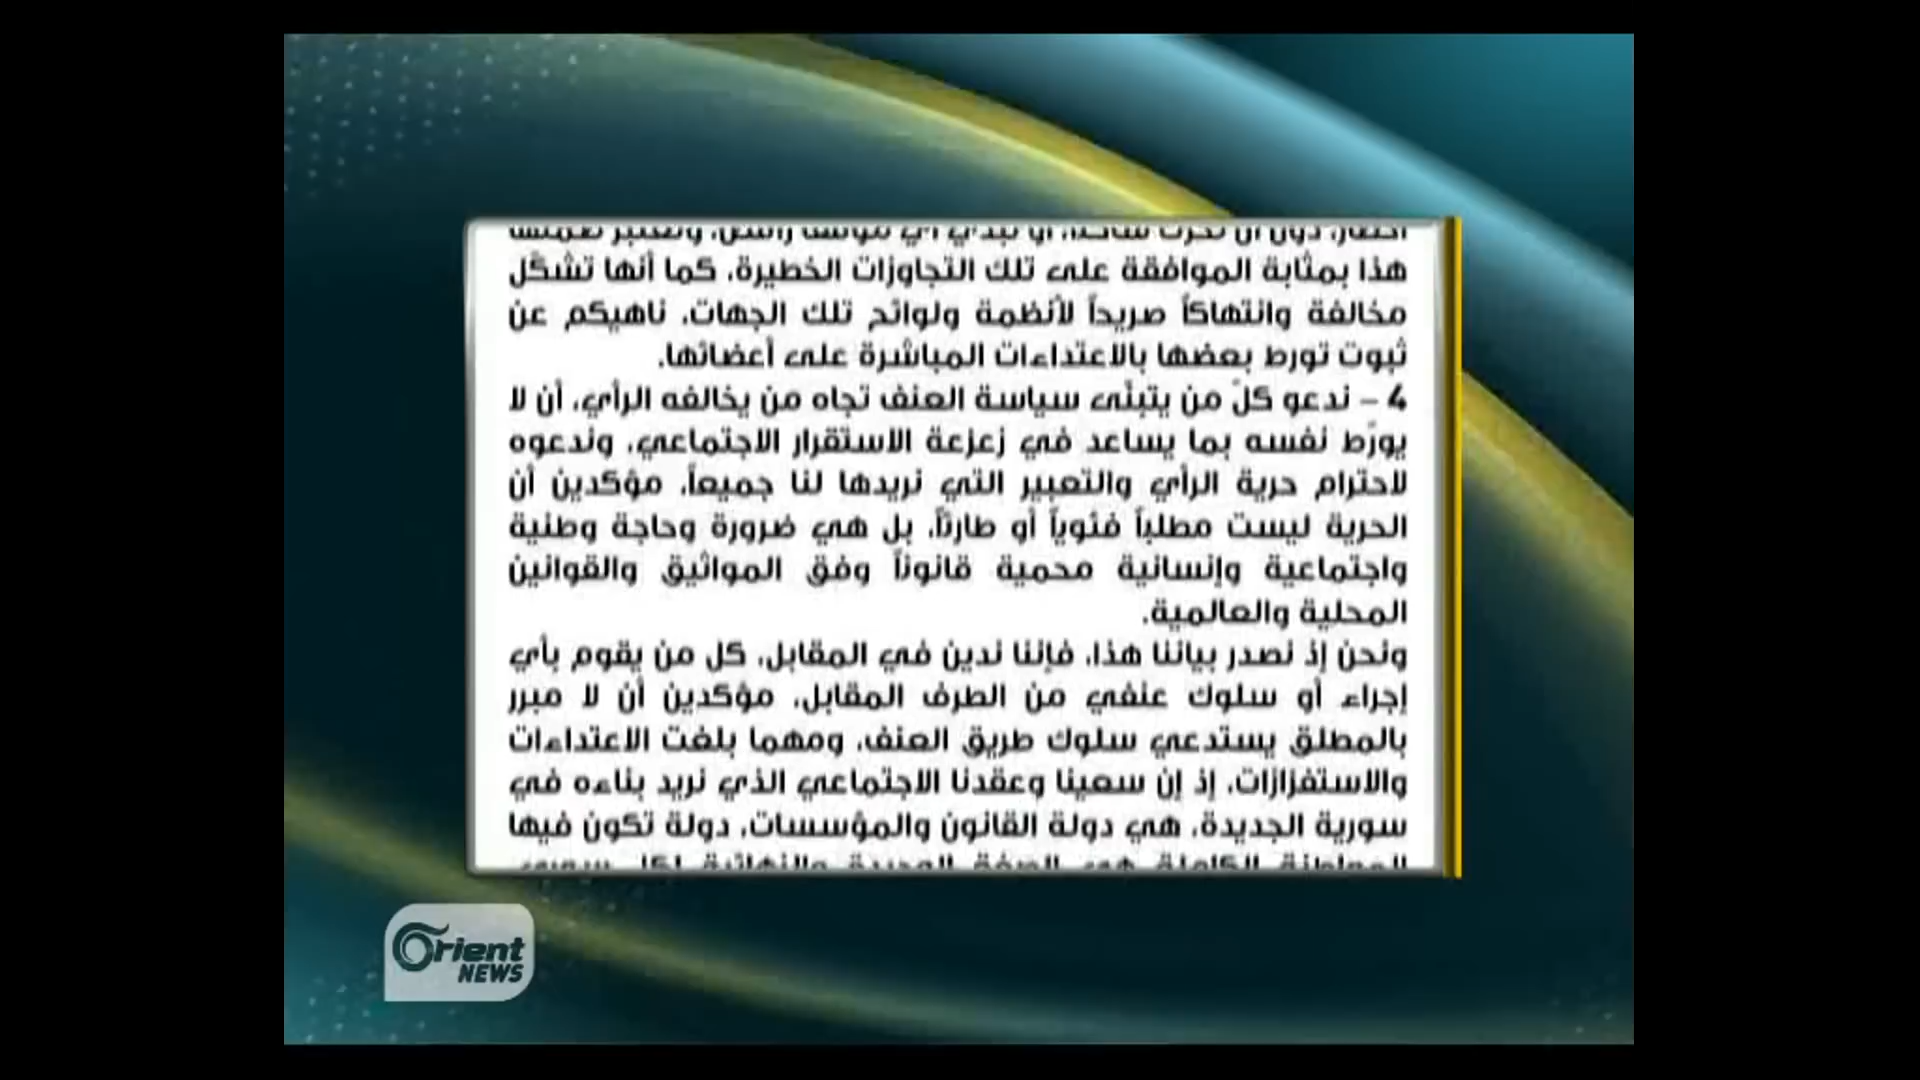 هذا بمثابة الموافقة على تلك التجاوزات الخطيرة، كما أنها تشكّل
مخالفة وانتهاكاً صريحاً لأنظمة ولوائح تلك الجهات، ناهيكم عن
ثبوت تورط بعضها بالاعتداءات المباشرة على أعضائها.
4 – ندعو كلّ من يتبنّى سياسة العنف تجاه من يخالفه الرأي، أن لا
يورّط نفسه بما يساعد في زعزعة الاستقرار الاجتماعي، وندعوه
لاحترام حرية الرأي والتعبير التي نريدها لنا جميعاً، مؤكدين أن
الحرية ليست مطلباً فئوياً أو طارئاً، بل هي ضرورة وحاجة وطنية
واجتماعية وإنسانية محمية قانوناً وفق المواثيق والقوانين
المحلية والعالمية.
ونحن إذ نصدر بياننا هذا، فإننا ندين في المقابل، كل من يقوم بأي
إجراء أو سلوك عنفي من الطرف المقابل، مؤكدين أن لا مبرر
بالمطلق يستدعي سلوك طريق العنف، ومهما بلغت الاعتداءات
والاستفزازات، إذ إن سعينا وعقدنا الاجتماعي الذي نريد بناءه في
سورية الجديدة، هي دولة القانون والمؤسسات، دولة تكون فيها
Orient
NEWS